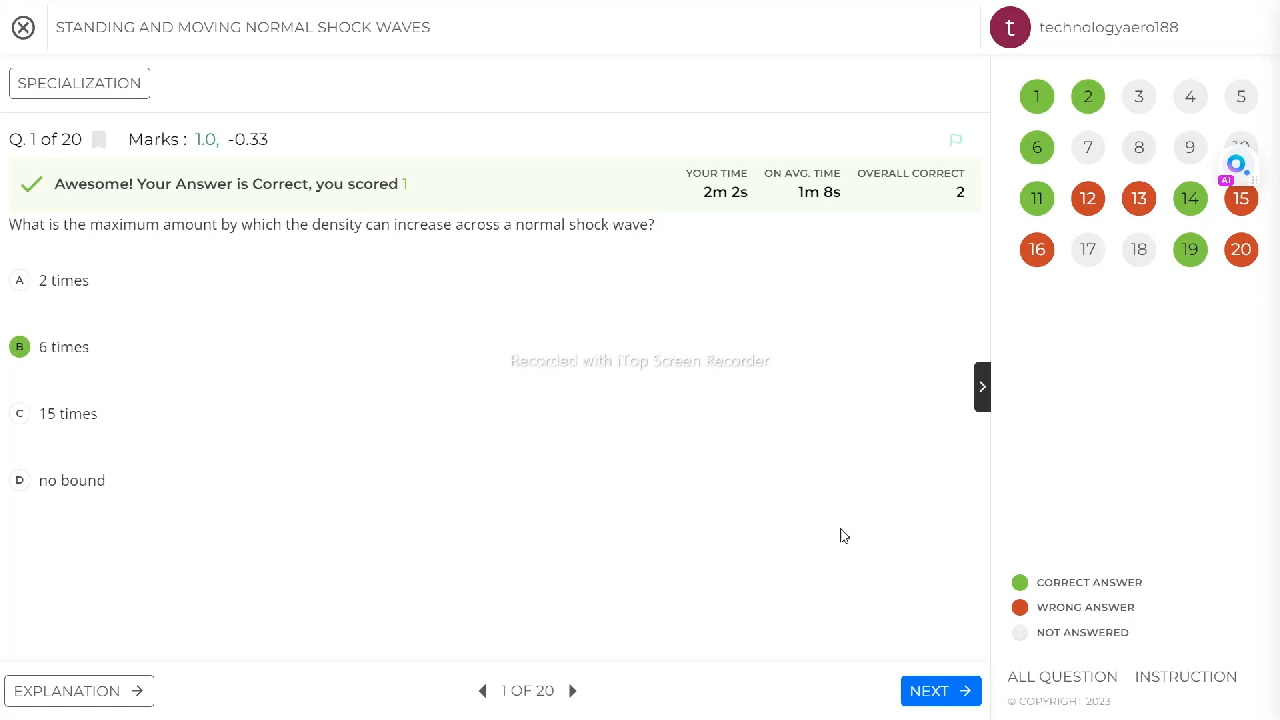 STANDING AND MOVING NORMAL SHOCK WAVES
t technologyaero188
SPECIALIZATION
Q. 1 of 20 Marks : 1.0, -0.33
Awesome! Your Answer is Correct, you scored 1
YOUR TIME ON AVG. TIME OVERALL CORRECT
2m 2s 1m 8s 2
What is the maximum amount by which the density can increase across a normal shock wave?
A 2 times
B 6 times
C 15 times
D no bound
Recorded with iTop Screen Recorder
EXPLANATION
1 OF 20
NEXT
1 2 3 4 5
6 7 8 9 10
AI
11 12 13 14 15
16 17 18 19 20
CORRECT ANSWER
WRONG ANSWER
NOT ANSWERED
ALL QUESTION INSTRUCTION
© COPYRIGHT 2023